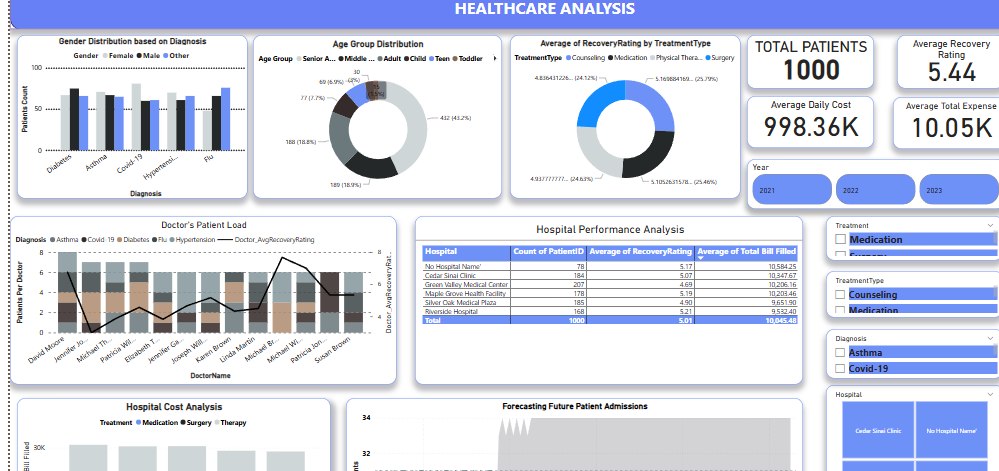 HEALTHCARE ANALYSIS
Gender Distribution based on Diagnosis
Gender Female Male Other
Patients Count
100
50
0
Diabetes
Asthma
Covid-19
Hypertensi...
Flu
Diagnosis
Age Group Distribution
Age Group Senior A... Middle ... Adult Child Teen Toddler
30
(3%)
69 (6.9%)
77 (7.7%)
188 (18.8%)
189 (18.9%)
432 (43.2%)
Average of RecoveryRating by TreatmentType
TreatmentType Counseling Medication Physical Thera... Surgery
4.836431226... (24.12%)
5.169884169... (25.79%)
4.937777777... (24.63%)
5.1052631578... (25.46%)
TOTAL PATIENTS
1000
Average Recovery
Rating
5.44
Average Daily Cost
998.36K
Average Total Expense
10.05K
Year
2021
2022
2023
Doctor's Patient Load
Diagnosis Asthma Covid-19 Diabetes Flu Hypertension Doctor_AvgRecoveryRating
Patients Per Doctor
8
6
4
2
0
David Moore
Jennifer Jo...
Michael Th...
Patricia Wil...
Elizabeth T...
Jennifer Ga...
Joseph Will...
Karen Brown
Linda Martin
Michael Br...
Michael Wi...
Patricia Jon...
Susan Brown
8
6
4
Doctor_AvgRecoveryRat...
DoctorName
Hospital Performance Analysis
Hospital Count of PatientID Average of RecoveryRating Average of Total Bill Filled
No Hospital Name' 78 5.17 10,584.25
Cedar Sinai Clinic 184 5.07 10,347.67
Green Valley Medical Center 207 4.69 10,206.16
Maple Grove Health Facility 178 5.19 10,203.46
Silver Oak Medical Plaza 185 4.90 9,651.90
Riverside Hospital 168 5.21 9,532.40
Total 1000 5.01 10,045.48
Treatment
Medication
TreatmentType
Counseling
Medication
Diagnosis
Asthma
Covid-19
Hospital
Cedar Sinai Clinic
No Hospital Name'
Hospital Cost Analysis
Treatment Medication Surgery Therapy
Bill Filled
30K
Forecasting Future Patient Admissions
34
32